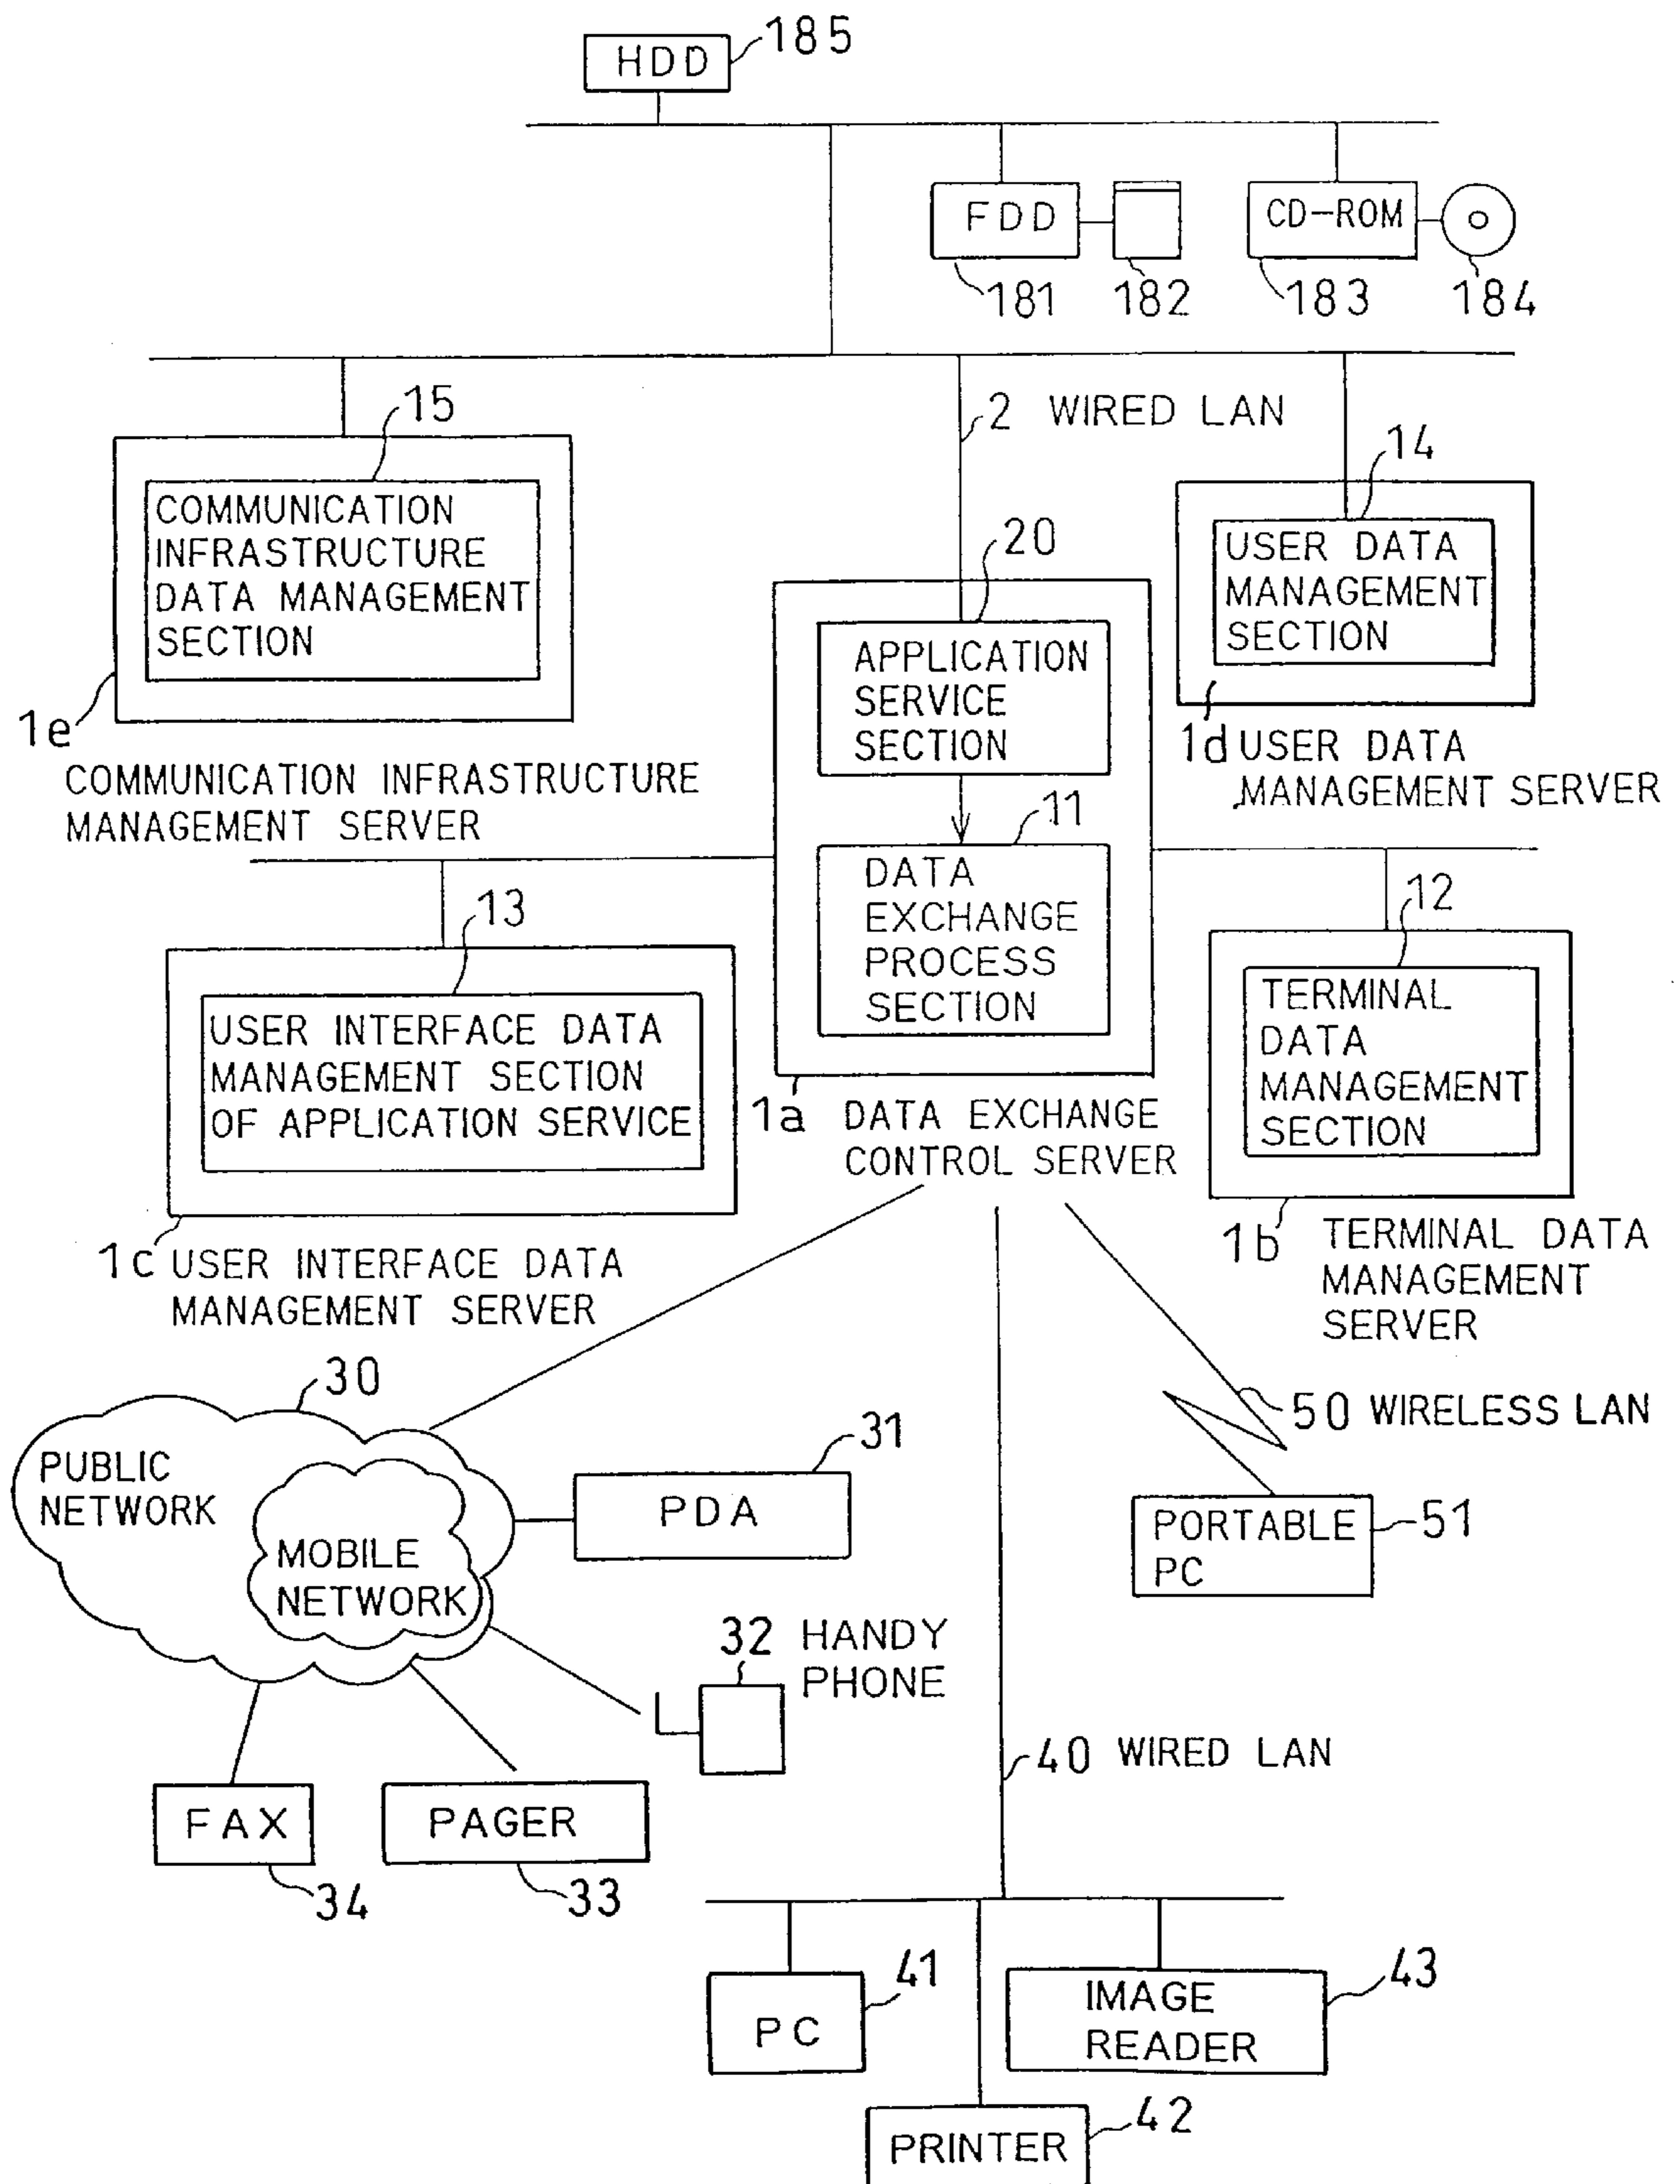 HDD
185
FDD
CD-ROM
181
182
183
184
15
2 WIRED LAN
14
COMMUNICATION
INFRASTRUCTURE
DATA MANAGEMENT
SECTION
20
USER DATA
MANAGEMENT
SECTION
APPLICATION
SERVICE
SECTION
1e
COMMUNICATION INFRASTRUCTURE
MANAGEMENT SERVER
1d USER DATA
MANAGEMENT SERVER
11
DATA
EXCHANGE
PROCESS
SECTION
13
12
USER INTERFACE DATA
MANAGEMENT SECTION
OF APPLICATION SERVICE
TERMINAL
DATA
MANAGEMENT
SECTION
1a DATA EXCHANGE
CONTROL SERVER
1c USER INTERFACE DATA
MANAGEMENT SERVER
1b TERMINAL DATA
MANAGEMENT
SERVER
30
PUBLIC
NETWORK
MOBILE
NETWORK
31
PDA
50 WIRELESS LAN
PORTABLE
PC
51
32 HANDY
PHONE
40 WIRED LAN
FAX
34
PAGER
33
PC
41
IMAGE
READER
43
PRINTER
42